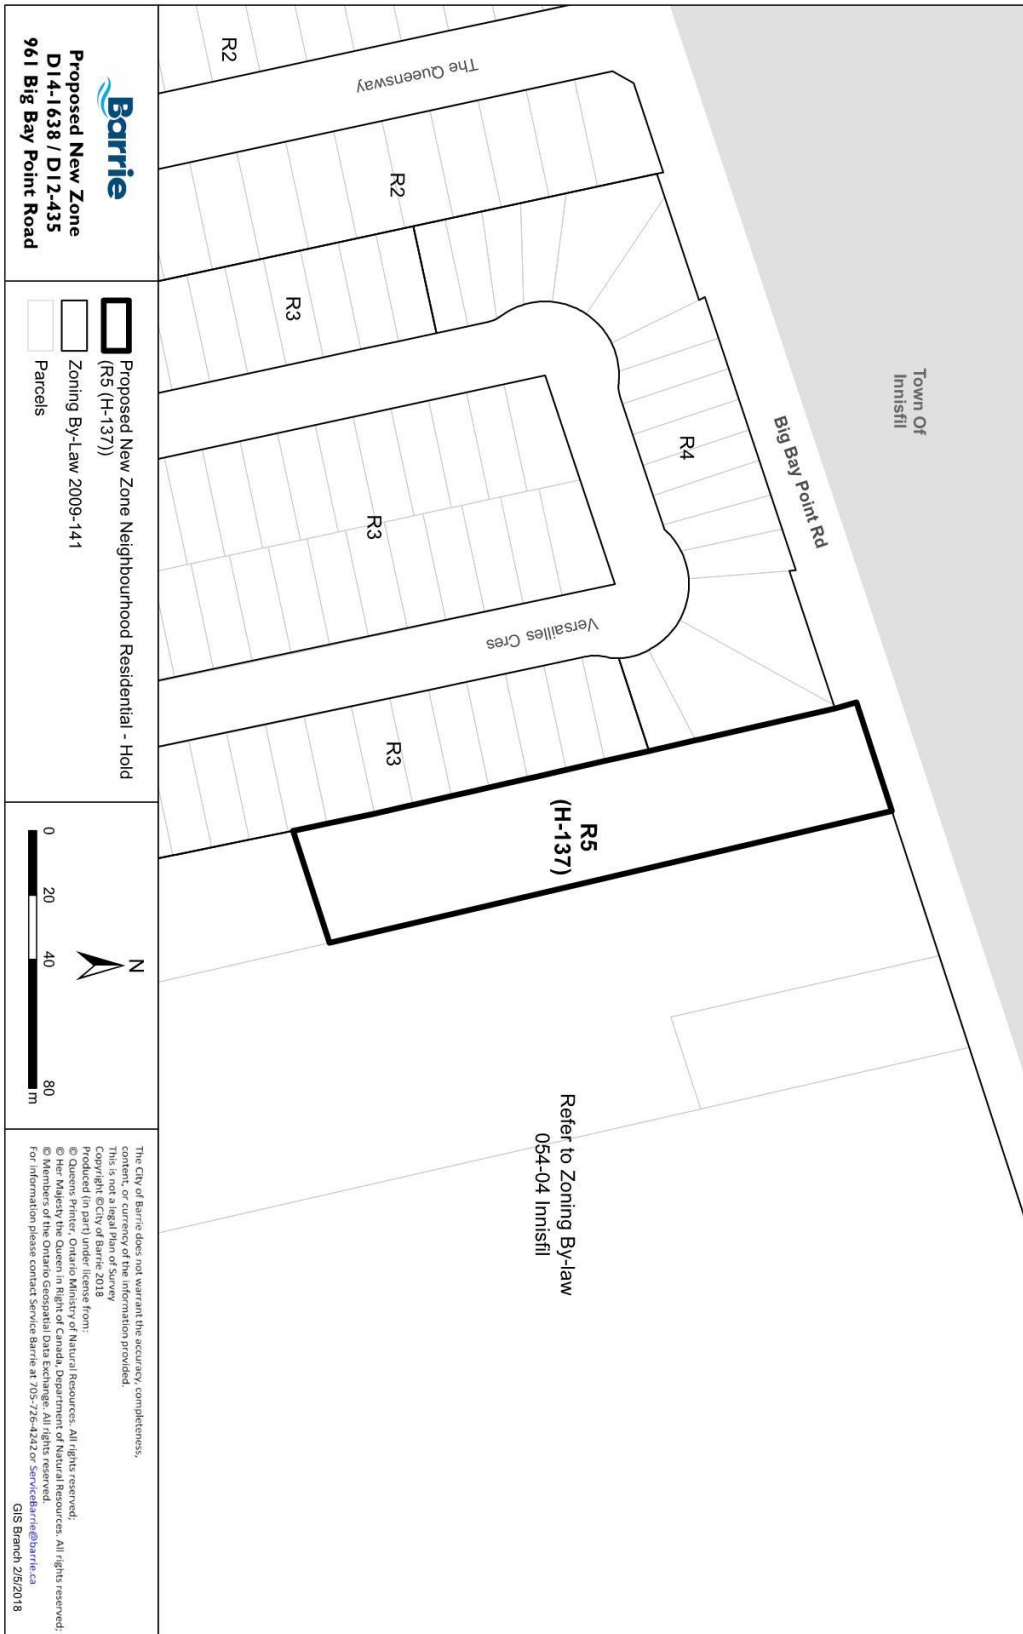 Town Of
Innisfil
Big Bay Point Rd
The Queensway
R2
R2
R3
R4
R3
Versailles Cres
R3
R5
(H-137)
Refer to Zoning By-law
054-04 Innisfil
Barrie
Proposed New Zone
D14-1638 / D12-435
961 Big Bay Point Road
Proposed New Zone Neighbourhood Residential - Hold
(R5 (H-137))
Zoning By-Law 2009-141
Parcels
N
0 20 40 80 m
The City of Barrie does not warrant the accuracy, completeness,
content, or currency of the information provided.
This is not a legal Plan of Survey
Copyright ©City of Barrie 2018
Produced (in part) under license from:
© Queens Printer, Ontario Ministry of Natural Resources. All rights reserved;
© Her Majesty the Queen in Right of Canada, Department of Natural Resources. All rights reserved;
© Members of the Ontario Geospatial Data Exchange. All rights reserved.
For information please contact Service Barrie at 705-726-4242 or ServiceBarrie@barrie.ca
GIS Branch 2/5/2018